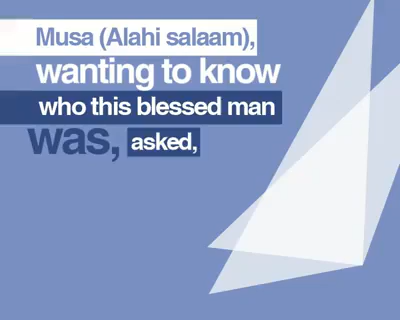 Musa (Alahi salaam),
wanting to know
who this blessed man
was, asked,